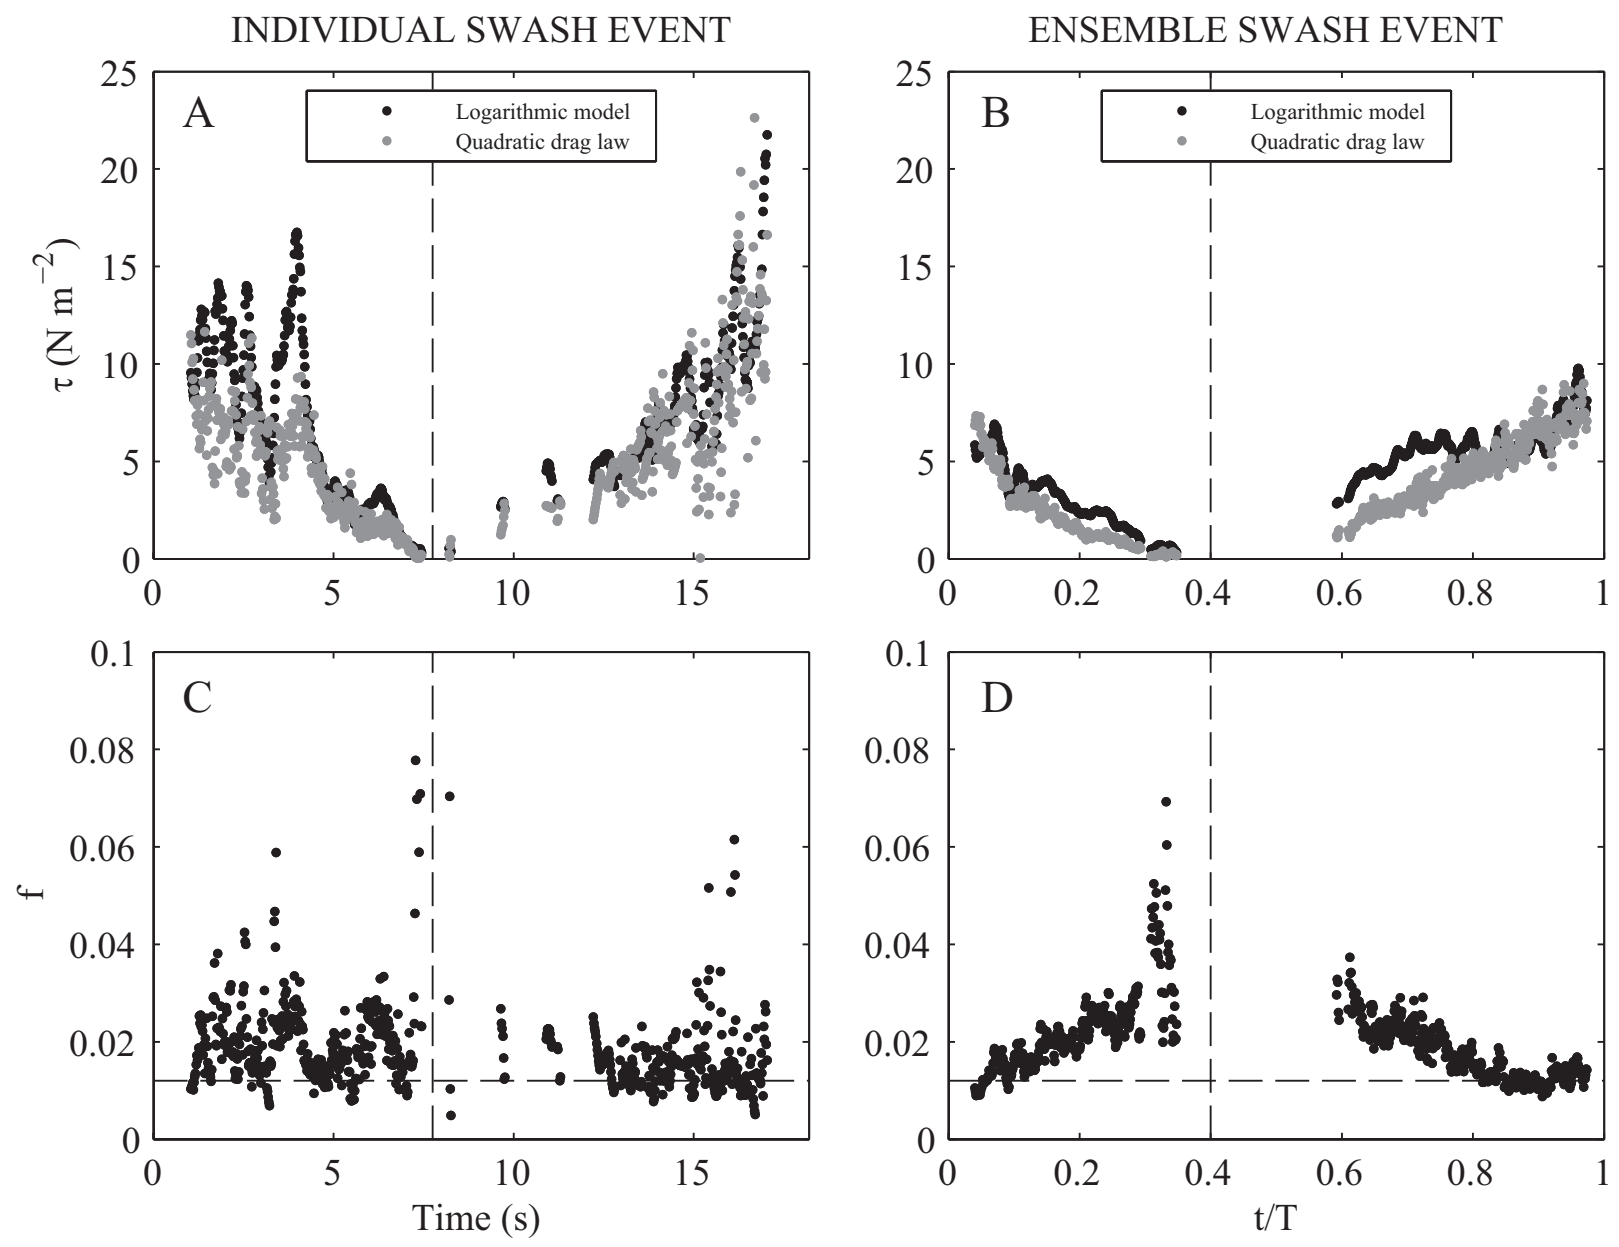 INDIVIDUAL SWASH EVENT
ENSEMBLE SWASH EVENT
A
Logarithmic model
Quadratic drag law
25
20
15
10
5
0
τ (N m⁻²)
0 5 10 15
B
Logarithmic model
Quadratic drag law
25
20
15
10
5
0
0 0.2 0.4 0.6 0.8 1
C
0.1
0.08
0.06
0.04
0.02
0
f
0 5 10 15
Time (s)
D
0.1
0.08
0.06
0.04
0.02
0
0 0.2 0.4 0.6 0.8 1
t/T